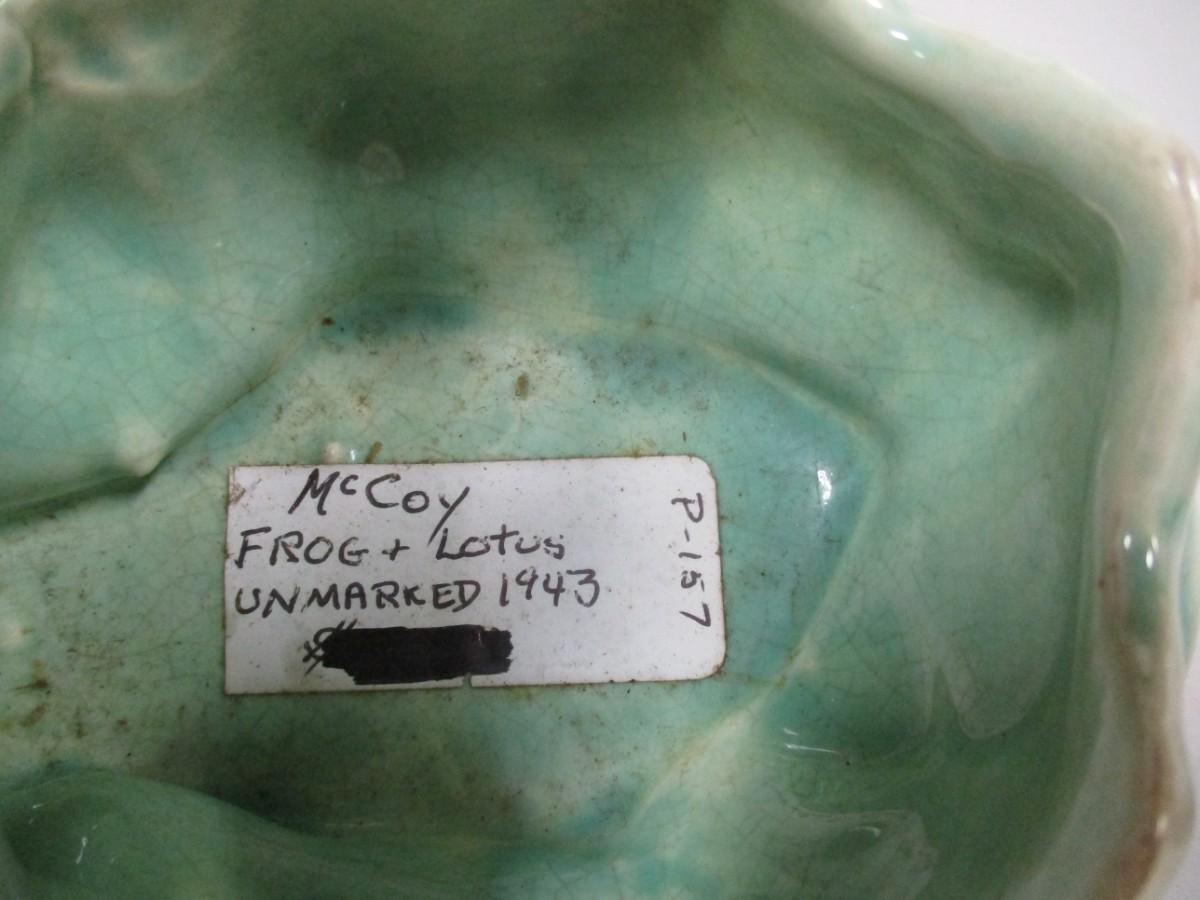 McCoy
FROG + Lotus
UNMARKED 1943
$
P-157